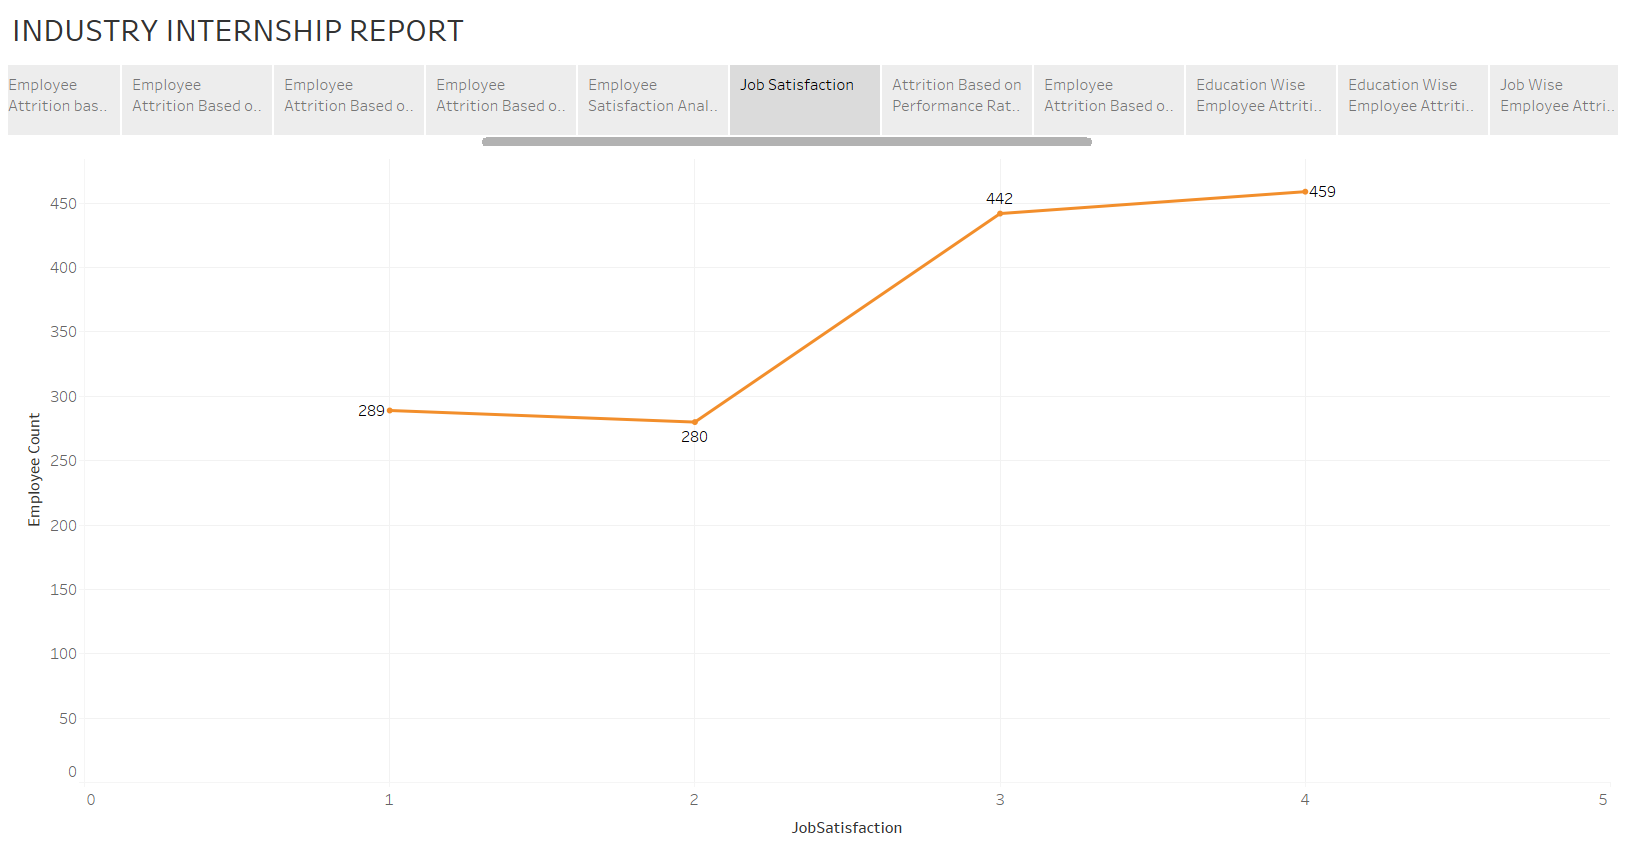 INDUSTRY INTERNSHIP REPORT
Employee
Attrition bas..
Employee
Attrition Based o..
Employee
Attrition Based o..
Employee
Attrition Based o..
Employee
Satisfaction Anal..
Job Satisfaction
Attrition Based on
Performance Rat..
Employee
Attrition Based o..
Education Wise
Employee Attriti..
Education Wise
Employee Attriti..
Job Wise
Employee Attri..
Employee Count
450
400
350
300
250
200
150
100
50
0
289
280
442
459
0
1
2
3
4
5
JobSatisfaction